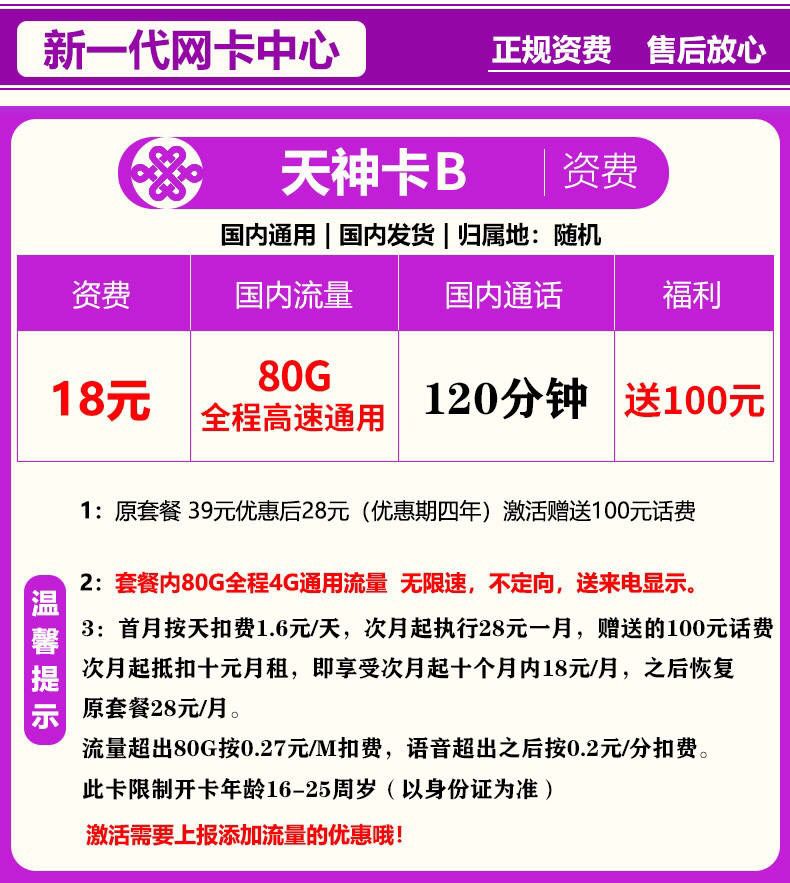 新一代网卡中心
正规资费 售后放心
天神卡B 资费
国内通用 | 国内发货 | 归属地：随机
资费 国内流量 国内通话 福利
18元 80G 120分钟 送100元
全程高速通用
1：原套餐 39元优惠后28元（优惠期四年）激活赠送100元话费
温馨提示
2：套餐内80G全程4G通用流量 无限速，不定向，送来电显示。
3：首月按天扣费1.6元/天，次月起执行28元一月，赠送的100元话费
次月起抵扣十元月租，即享受次月起十个月内18元/月，之后恢复
原套餐28元/月。
流量超出80G按0.27元/M扣费，语音超出之后按0.2元/分扣费。
此卡限制开卡年龄16-25周岁（以身份证为准）
激活需要上报添加流量的优惠哦！